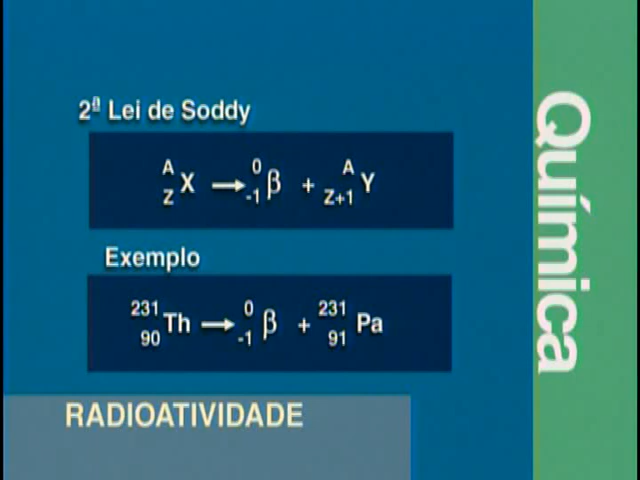 2ª Lei de Soddy
A
Z X → 0
-1 β + A
Z+1 Y
Exemplo
231
90 Th → 0
-1 β + 231
91 Pa
RADIOATIVIDADE
Química